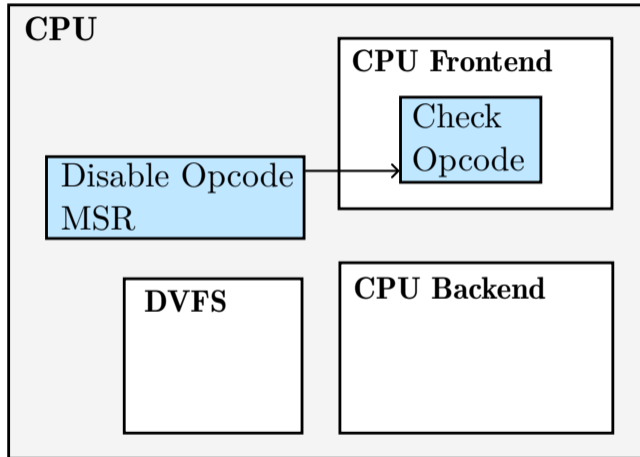 CPU
CPU Frontend
Check
Opcode
Disable Opcode
MSR
DVFS
CPU Backend